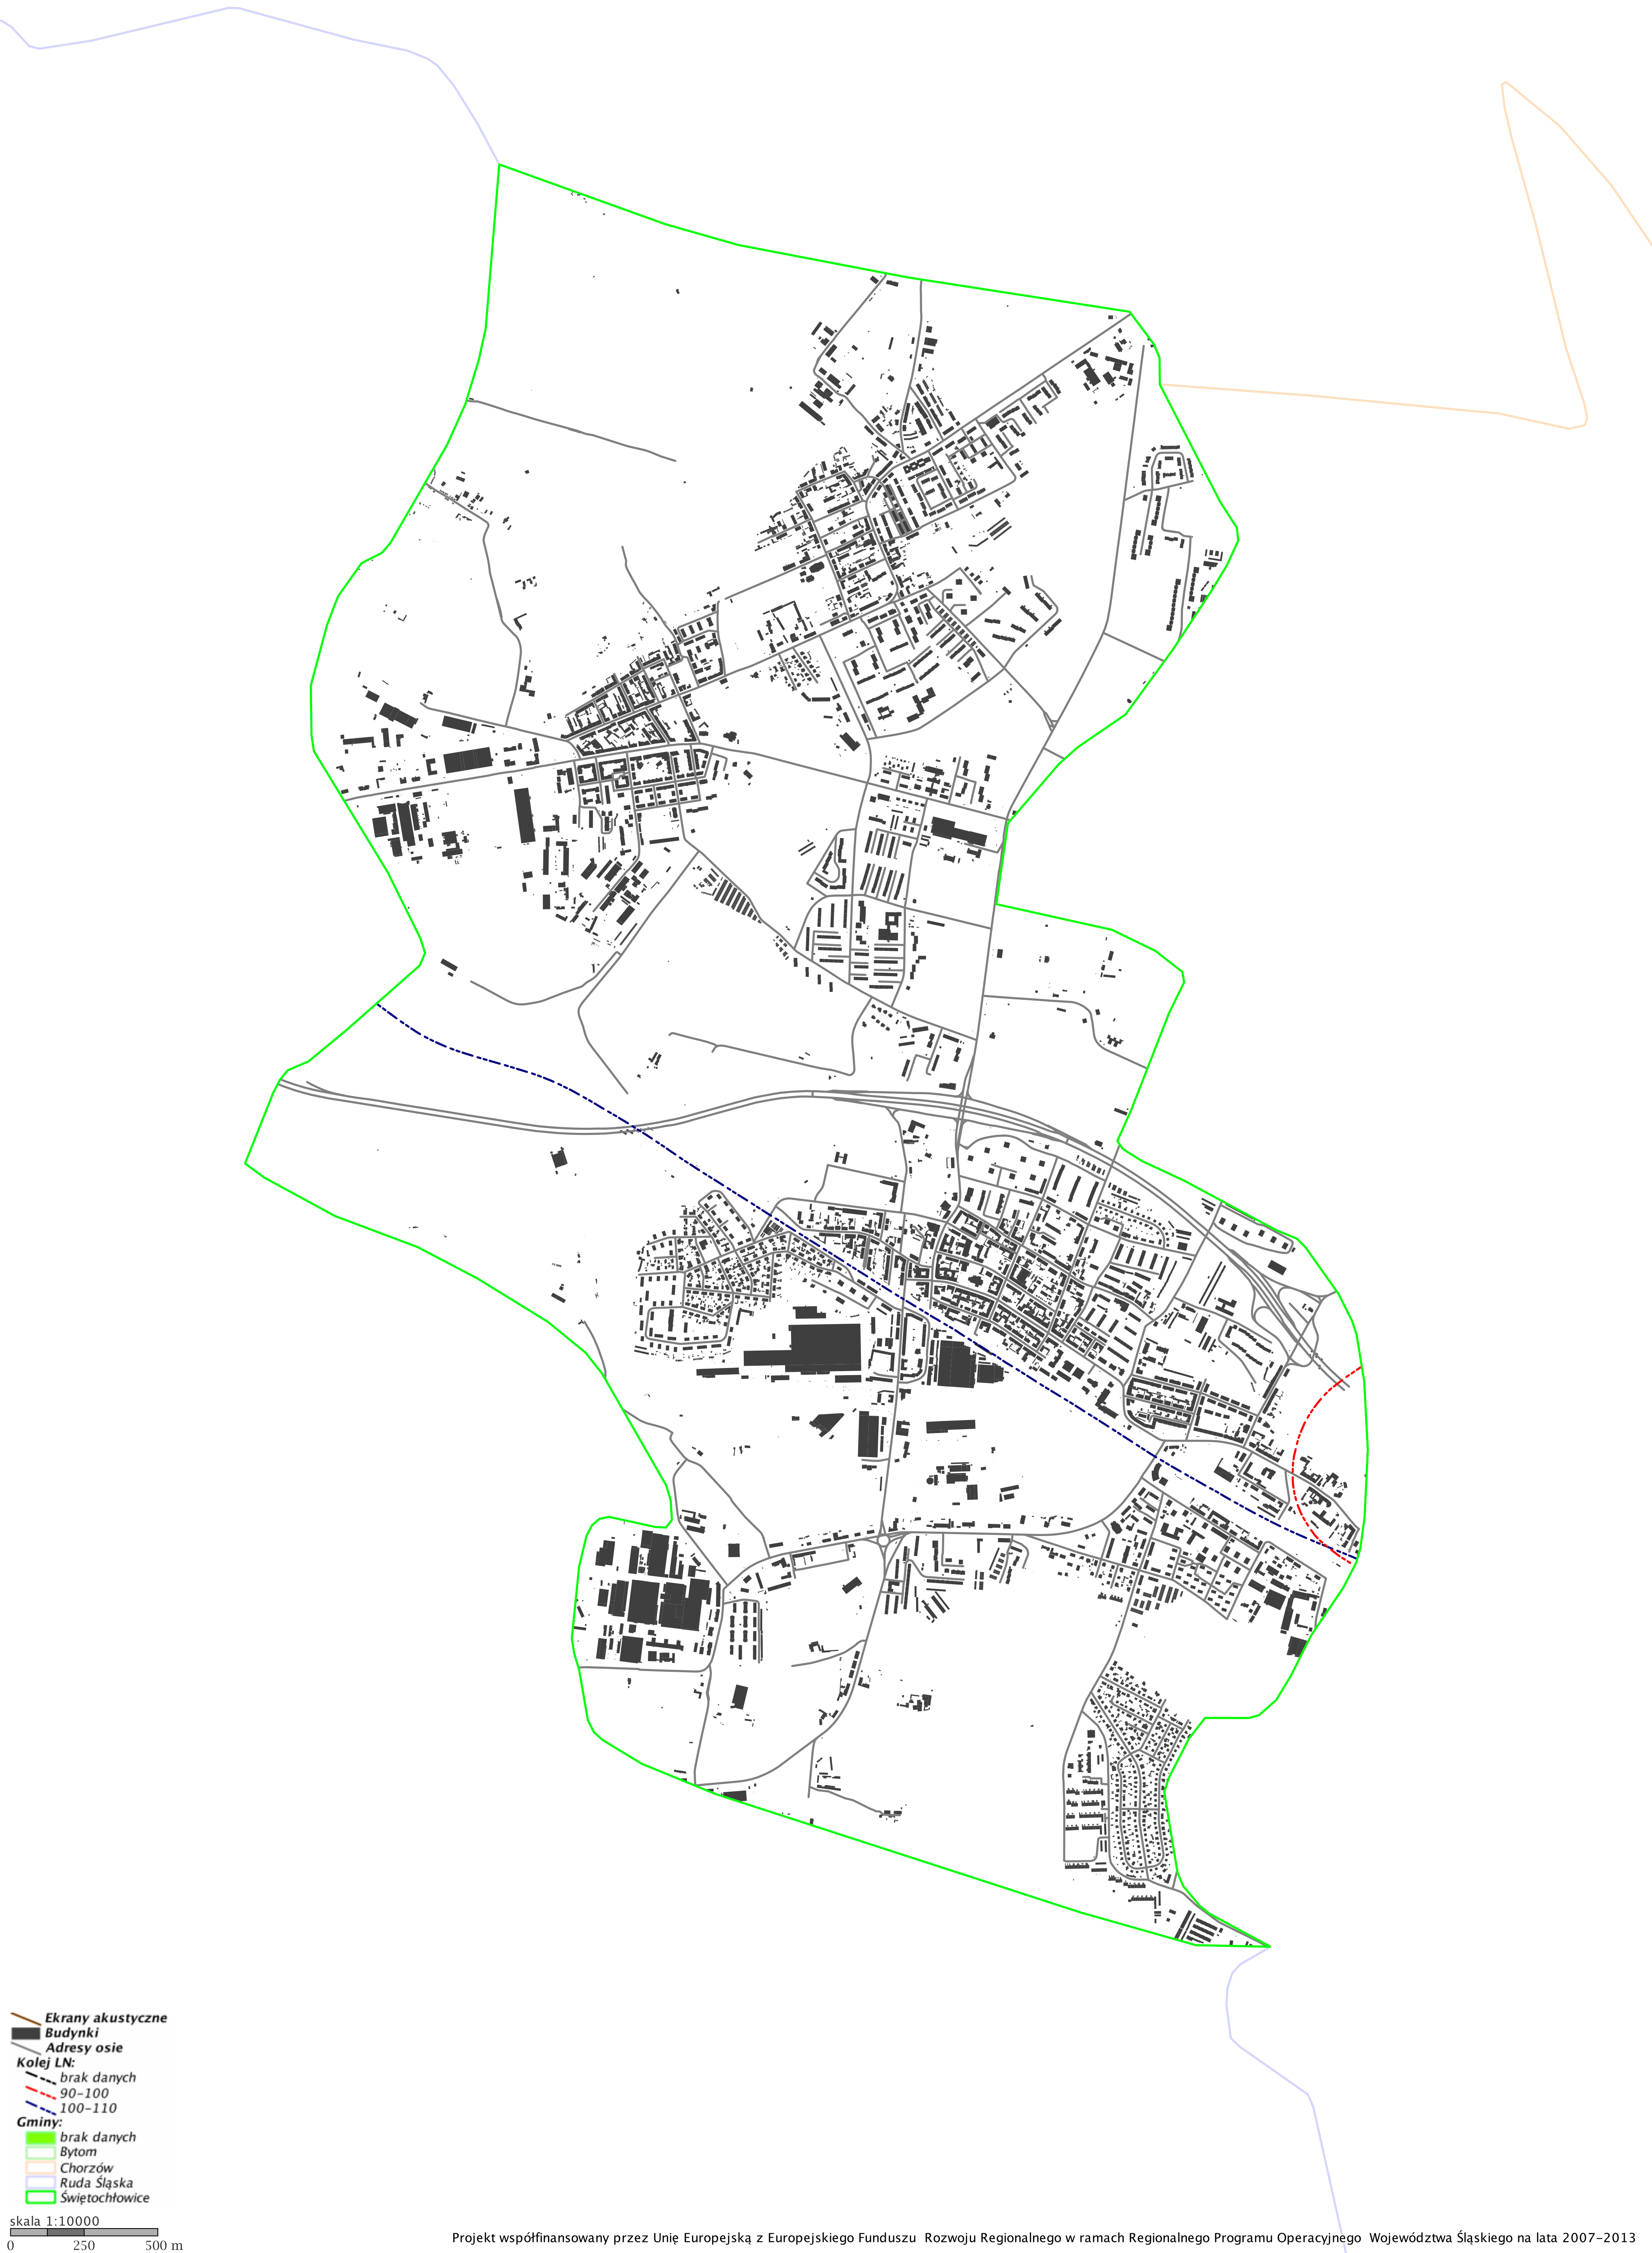 Ekrany akustyczne
Budynki
Adresy osie
Kolej LN:
brak danych
90-100
100-110
Gminy:
brak danych
Bytom
Chorzów
Ruda Śląska
Świętochłowice
skala 1:10000
0 250 500 m
Projekt współfinansowany przez Unię Europejską z Europejskiego Funduszu Rozwoju Regionalnego w ramach Regionalnego Programu Operacyjnego Województwa Śląskiego na lata 2007-2013